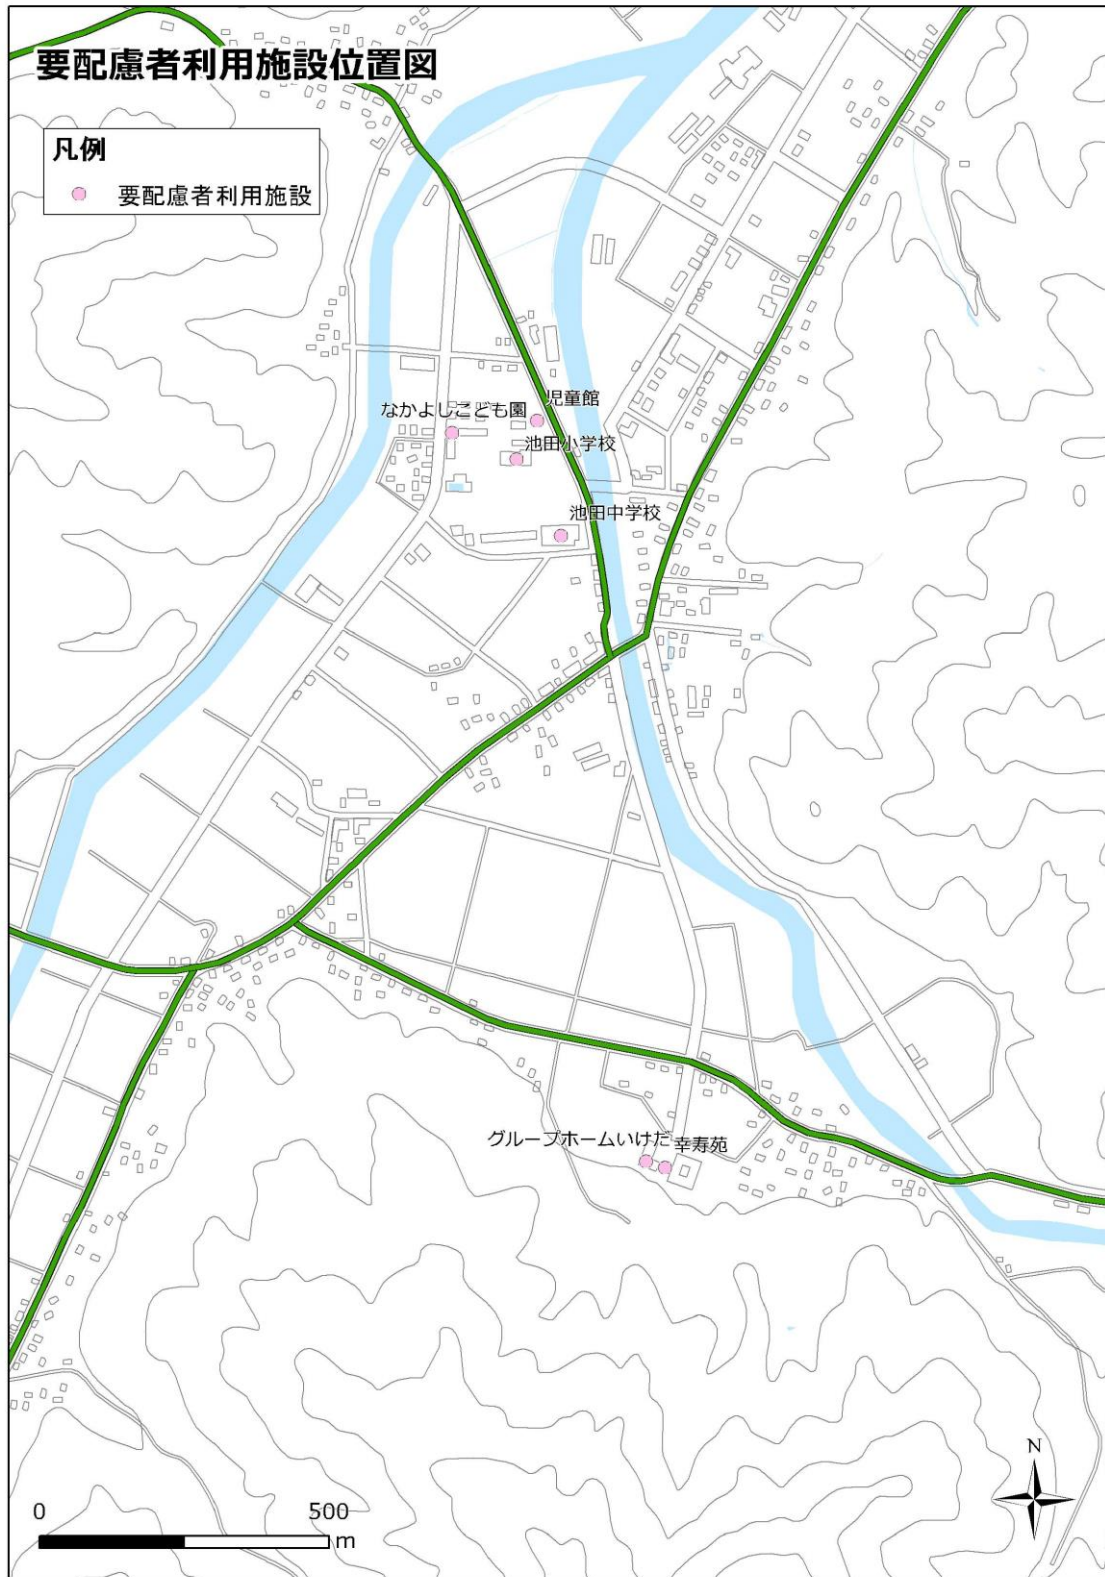 要配慮者利用施設位置図
凡例
要配慮者利用施設
児童館
なかよしこども園
池田小学校
池田中学校
グループホームいけだ
幸寿苑
N
0 500
m